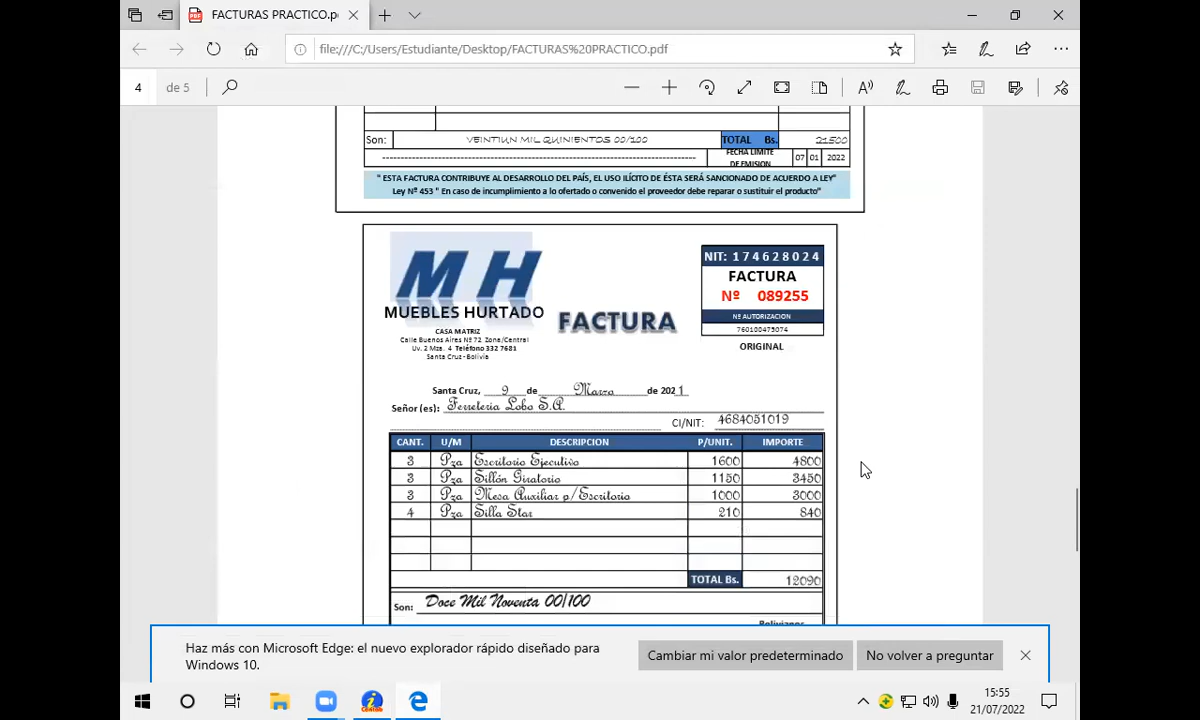 FACTURAS PRACTICO.p
file:///C:/Users/Estudiante/Desktop/FACTURAS%20PRACTICO.pdf
4 de 5
Son: VEINTIUN MIL QUINIENTOS 00/100 TOTAL Bs. 21500
FECHA LIMITE DE EMISION 07 01 2022
" ESTA FACTURA CONTRIBUYE AL DESARROLLO DEL PAÍS, EL USO ILÍCITO DE ÉSTA SERÁ SANCIONADO DE ACUERDO A LEY"
Ley Nº 453 " En caso de incumplimiento a lo ofertado o convenido el proveedor debe reparar o sustituir el producto"
MH
MUEBLES HURTADO
CASA MATRIZ
Calle Buenos Aires Nº 72 Zona/Central
Uv. 2 Mza. 4 Teléfono 332 7681
Santa Cruz - Bolivia
FACTURA
NIT: 174628024
FACTURA
Nº 089255
Nº AUTORIZACION
760100473074
ORIGINAL
Santa Cruz, 9 de Marzo de 2021
Señor (es): Ferreteria Lobo S.A.
CI/NIT: 4684051019
CANT. U/M DESCRIPCION P/UNIT. IMPORTE
3 Pza Escritorio Ejecutivo 1600 4800
3 Pza Sillón Giratorio 1150 3450
3 Pza Mesa Auxiliar p/Escritorio 1000 3000
4 Pza Silla Star 210 840
TOTAL Bs. 12090
Son: Doce Mil Noventa 00/100
Bolivianos
Haz más con Microsoft Edge: el nuevo explorador rápido diseñado para
Windows 10.
Cambiar mi valor predeterminado
No volver a preguntar
15:55
21/07/2022